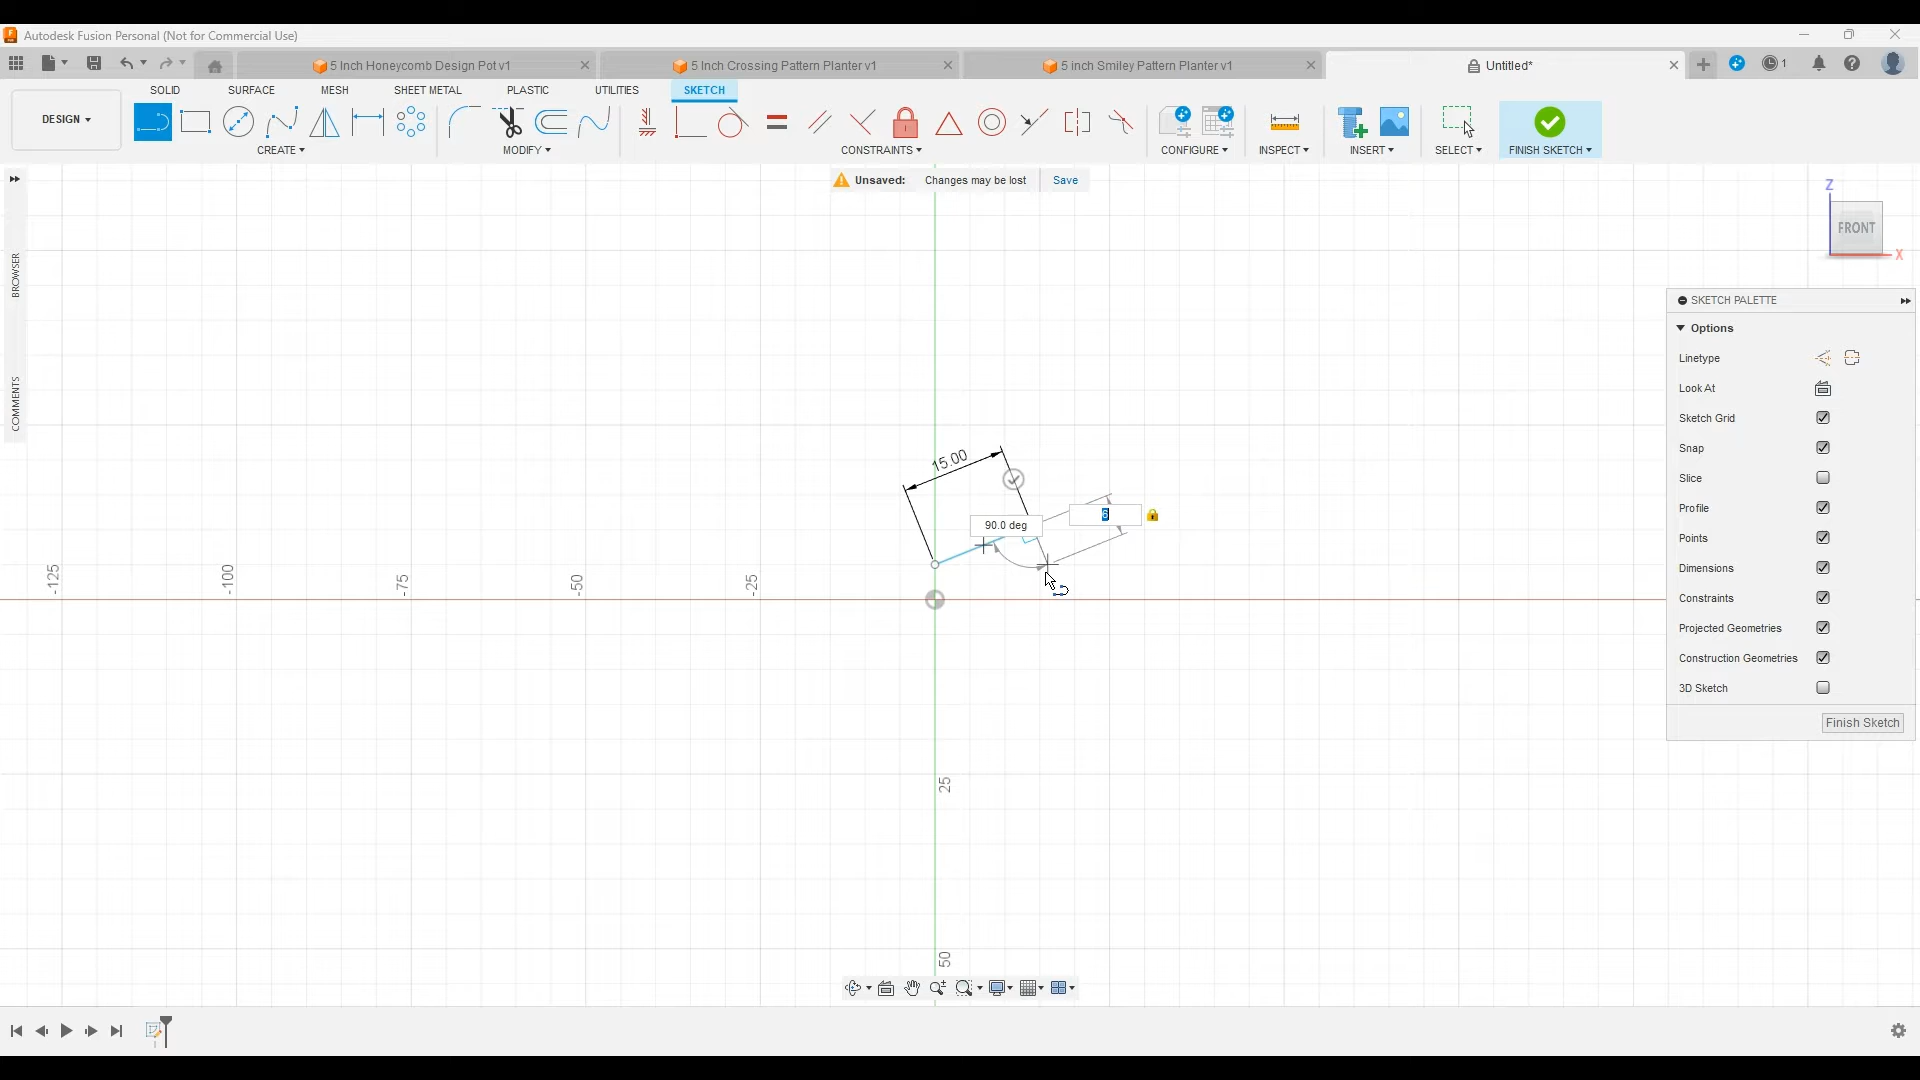 Autodesk Fusion Personal (Not for Commercial Use)
5 Inch Honeycomb Design Pot v1
5 Inch Crossing Pattern Planter v1
5 inch Smiley Pattern Planter v1
Untitled*
1
SOLID SURFACE MESH SHEET METAL PLASTIC UTILITIES SKETCH
DESIGN
CREATE MODIFY CONSTRAINTS CONFIGURE INSPECT INSERT SELECT FINISH SKETCH
Unsaved: Changes may be lost Save
Z
FRONT
X
BROWSER
COMMENTS
SKETCH PALETTE
Options
Linetype
Look At
Sketch Grid
Snap
Slice
Profile
Points
Dimensions
Constraints
Projected Geometries
Construction Geometries
3D Sketch
Finish Sketch
15.00
6
90.0 deg
-125 -100 -75 -50 -25
25
50